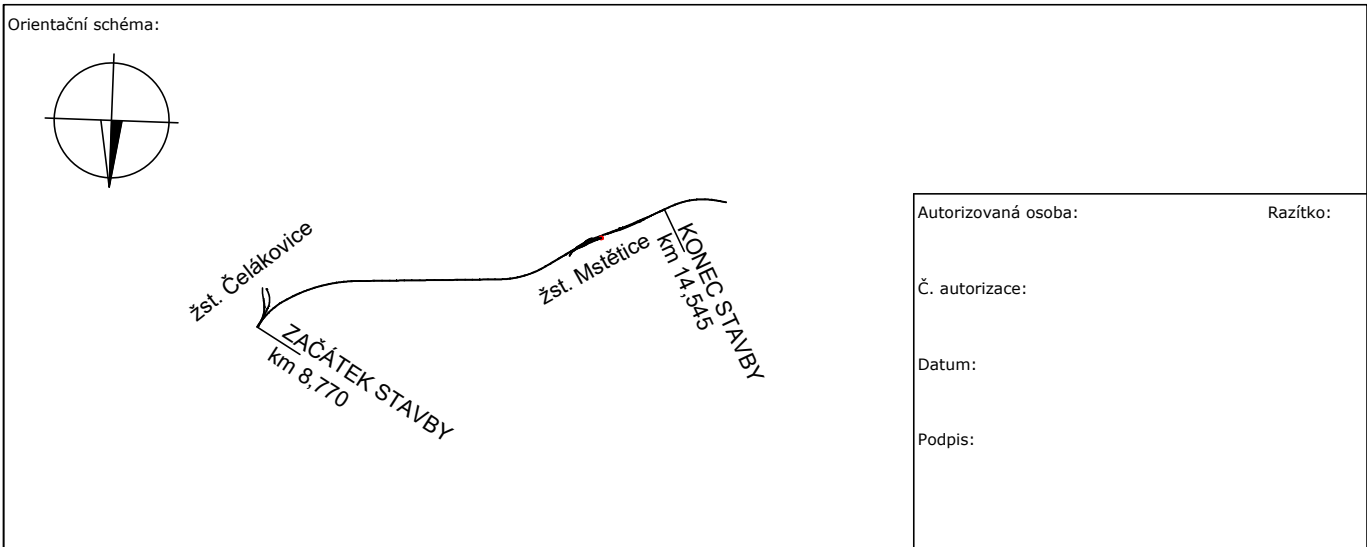 Orientační schéma:
žst. Čelákovice
ZAČÁTEK STAVBY
km 8,770
žst. Mstětice
KONEC STAVBY
km 14,545
Autorizovaná osoba:
Razítko:
Č. autorizace:
Datum:
Podpis: